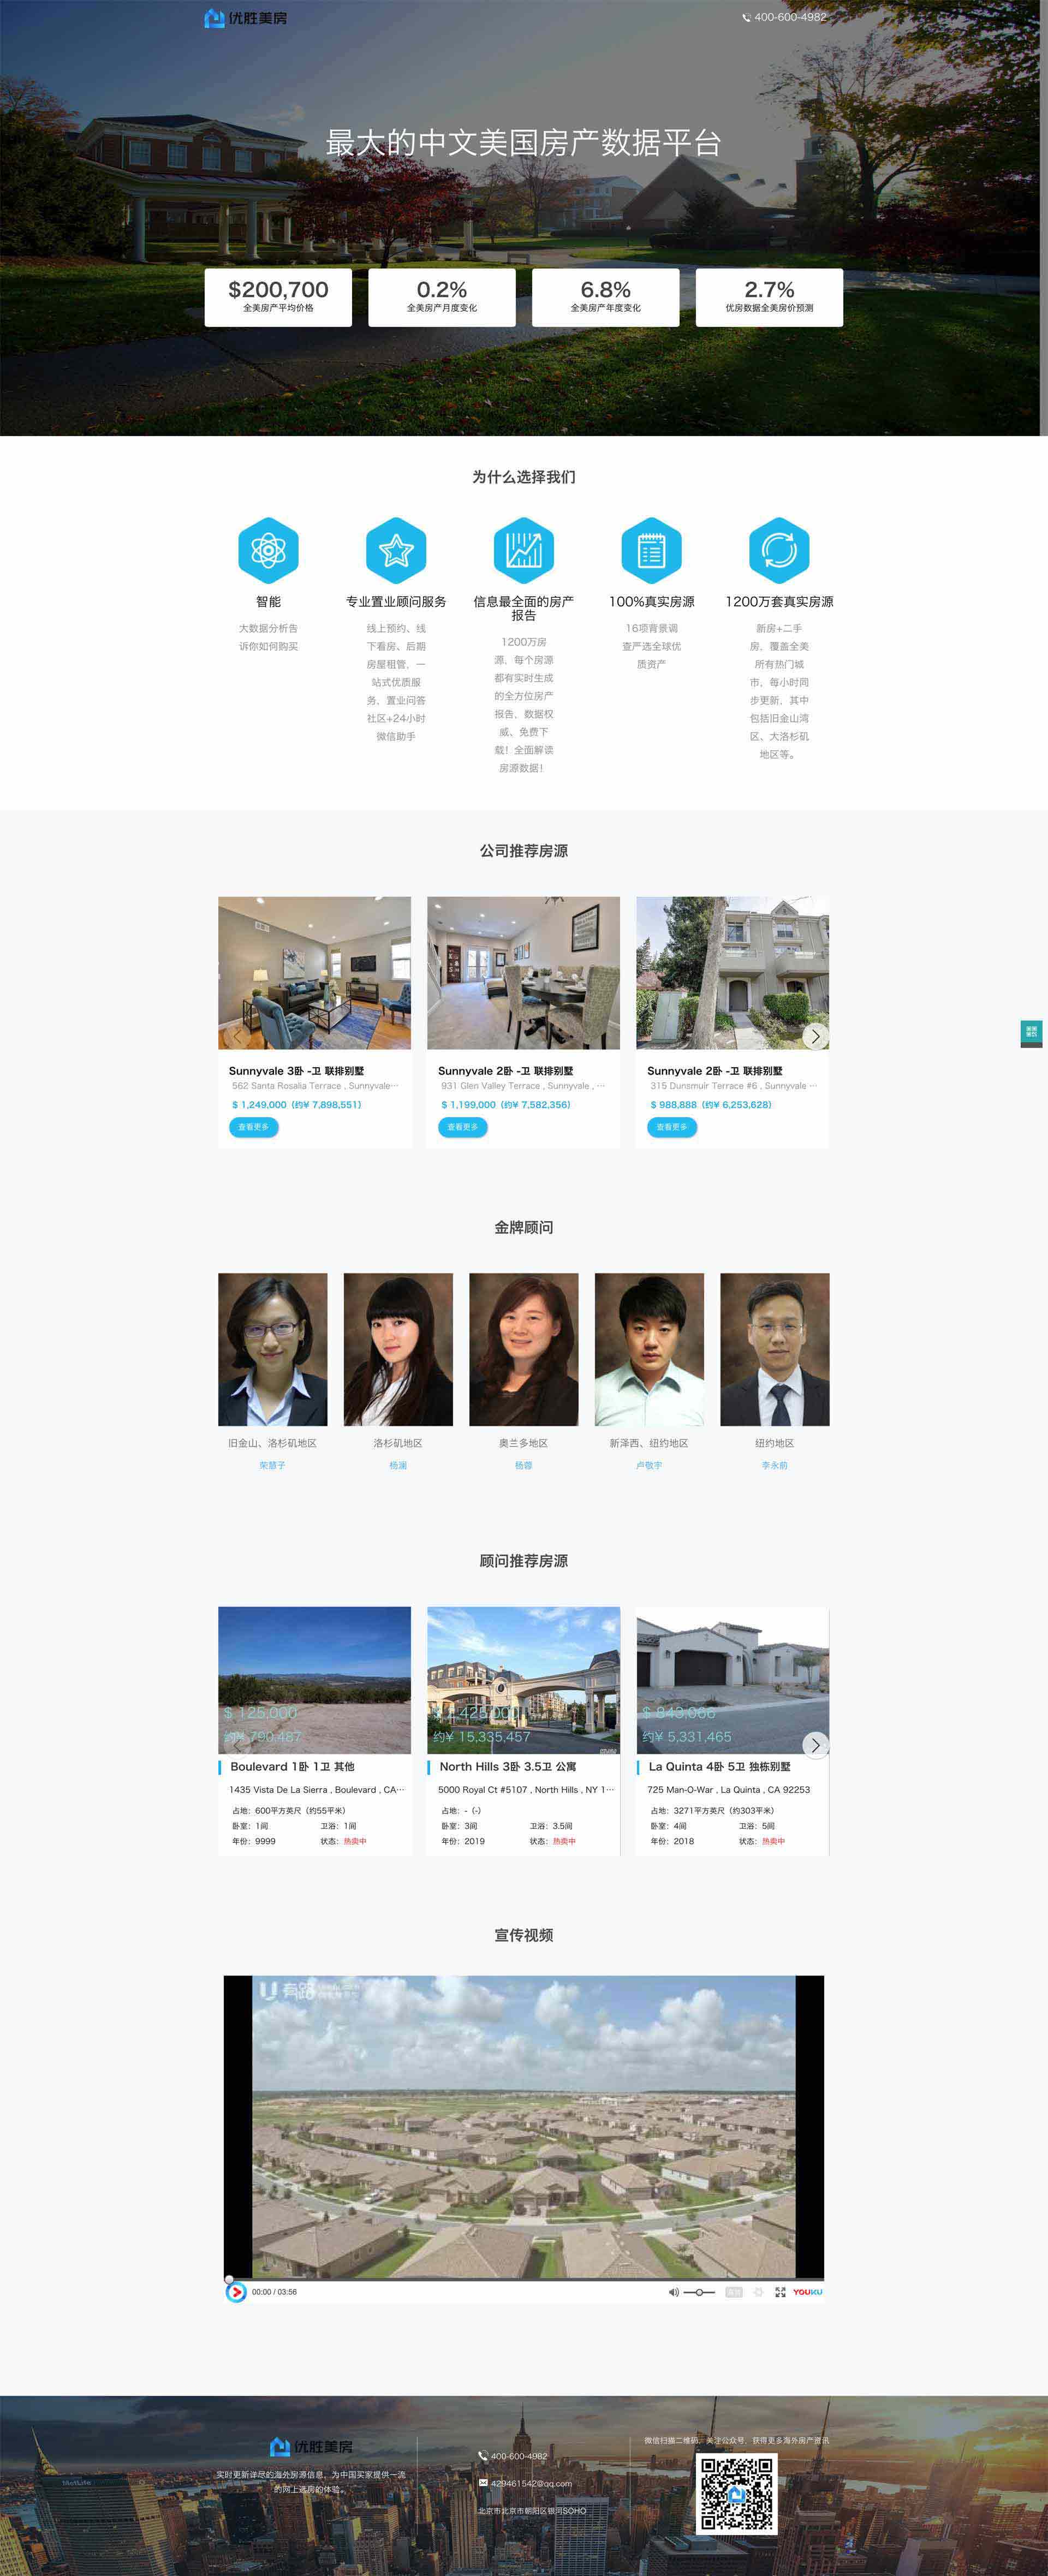 优胜美房
400-600-4982
最大的中文美国房产数据平台
$200,700
全美房产平均价格
0.2%
全美房产月度变化
6.8%
全美房产年度变化
2.7%
优房数据全美房价预测
为什么选择我们
智能
大数据分析告
诉你如何购买
专业置业顾问服务
线上预约、线
下看房、后期
房屋租管，一
站式优质服
务，置业问答
社区+24小时
微信助手
信息最全面的房产
报告
1200万房
源，每个房源
都有实时生成
的全方位房产
报告，数据权
威、免费下
载！全面解读
房源数据！
100%真实房源
16项背景调
查严选全球优
质资产
1200万套真实房源
新房+二手
房，覆盖全美
所有热门城
市，每小时同
步更新，其中
包括旧金山湾
区、大洛杉矶
地区等。
公司推荐房源
Sunnyvale 3卧 -卫 联排别墅
562 Santa Rosalia Terrace , Sunnyvale…
$ 1,249,000（约¥ 7,898,551）
查看更多
Sunnyvale 2卧 -卫 联排别墅
931 Glen Valley Terrace , Sunnyvale , …
$ 1,199,000（约¥ 7,582,356）
查看更多
Sunnyvale 2卧 -卫 联排别墅
315 Dunsmuir Terrace #6 , Sunnyvale …
$ 988,888（约¥ 6,253,628）
查看更多
金牌顾问
旧金山、洛杉矶地区
荣慧子
洛杉矶地区
杨澜
奥兰多地区
杨蓉
新泽西、纽约地区
卢敬宇
纽约地区
李永前
顾问推荐房源
$ 125,000
约¥ 790,487
Boulevard 1卧 1卫 其他
1435 Vista De La Sierra , Boulevard , CA…
占地：600平方英尺（约55平米）
卧室：1间
卫浴：1间
年份：9999
状态：热卖中
$ 2,425,000
约¥ 15,335,457
North Hills 3卧 3.5卫 公寓
5000 Royal Ct #5107 , North Hills , NY 1…
占地：-（-）
卧室：3间
卫浴：3.5间
年份：2019
状态：热卖中
$ 843,066
约¥ 5,331,465
La Quinta 4卧 5卫 独栋别墅
725 Man-O-War , La Quinta , CA 92253
占地：3271平方英尺（约303平米）
卧室：4间
卫浴：5间
年份：2018
状态：热卖中
宣传视频
有路
00:00 / 03:56
YOUKU
优胜美房
实时更新详尽的海外房源信息，为中国买家提供一流
的网上选房的体验。
400-600-4982
429461542@qq.com
北京市北京市朝阳区银河SOHO
微信扫描二维码，关注公众号，获得更多海外房产资讯